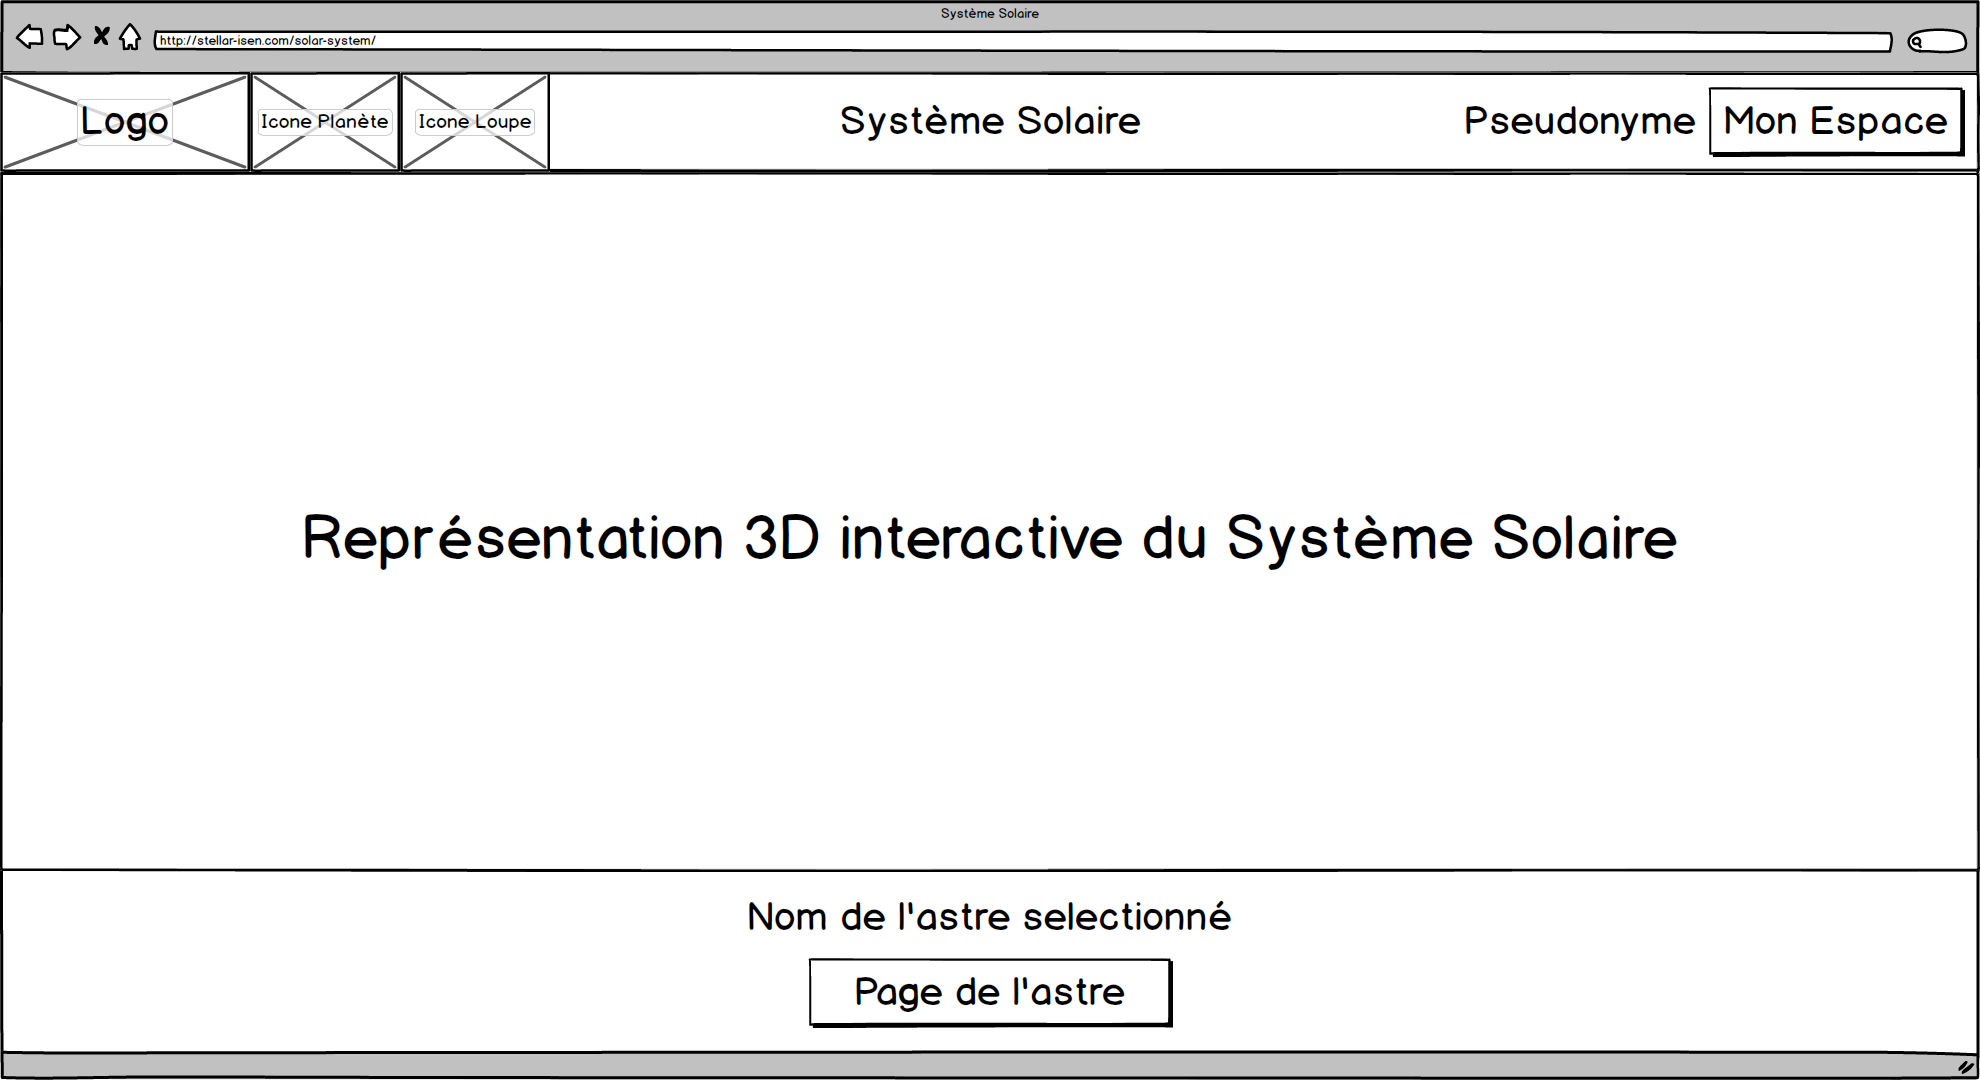 Système Solaire
http://stellar-isen.com/solar-system/
Logo
Icone Planète
Icone Loupe
Système Solaire
Pseudonyme
Mon Espace
Représentation 3D interactive du Système Solaire
Nom de l'astre selectionné
Page de l'astre